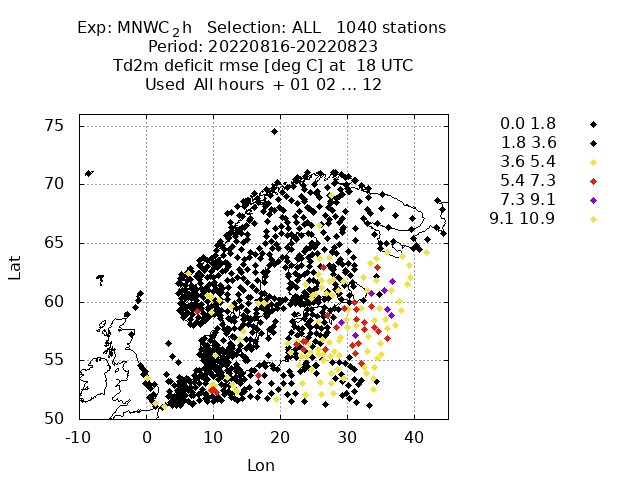 Exp: MNWC_2h   Selection: ALL   1040 stations
Period: 20220816-20220823
Td2m deficit rmse [deg C] at  18 UTC
Used  All hours  + 01 02 ... 12
0.0 1.8
1.8 3.6
3.6 5.4
5.4 7.3
7.3 9.1
9.1 10.9
75
70
65
60
55
50
Lat
-10 0 10 20 30 40
Lon